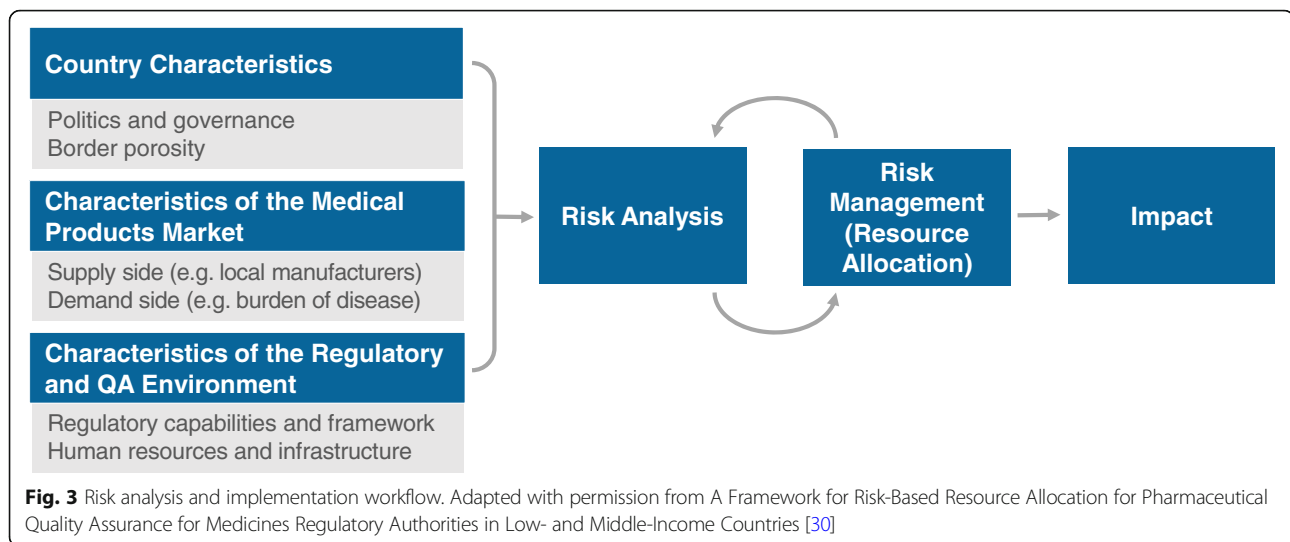 Country Characteristics
Politics and governance
Border porosity
Characteristics of the Medical
Products Market
Supply side (e.g. local manufacturers)
Demand side (e.g. burden of disease)
Characteristics of the Regulatory
and QA Environment
Regulatory capabilities and framework
Human resources and infrastructure
Risk Analysis
Risk
Management
(Resource
Allocation)
Impact
Fig. 3 Risk analysis and implementation workflow. Adapted with permission from A Framework for Risk-Based Resource Allocation for Pharmaceutical
Quality Assurance for Medicines Regulatory Authorities in Low- and Middle-Income Countries [30]